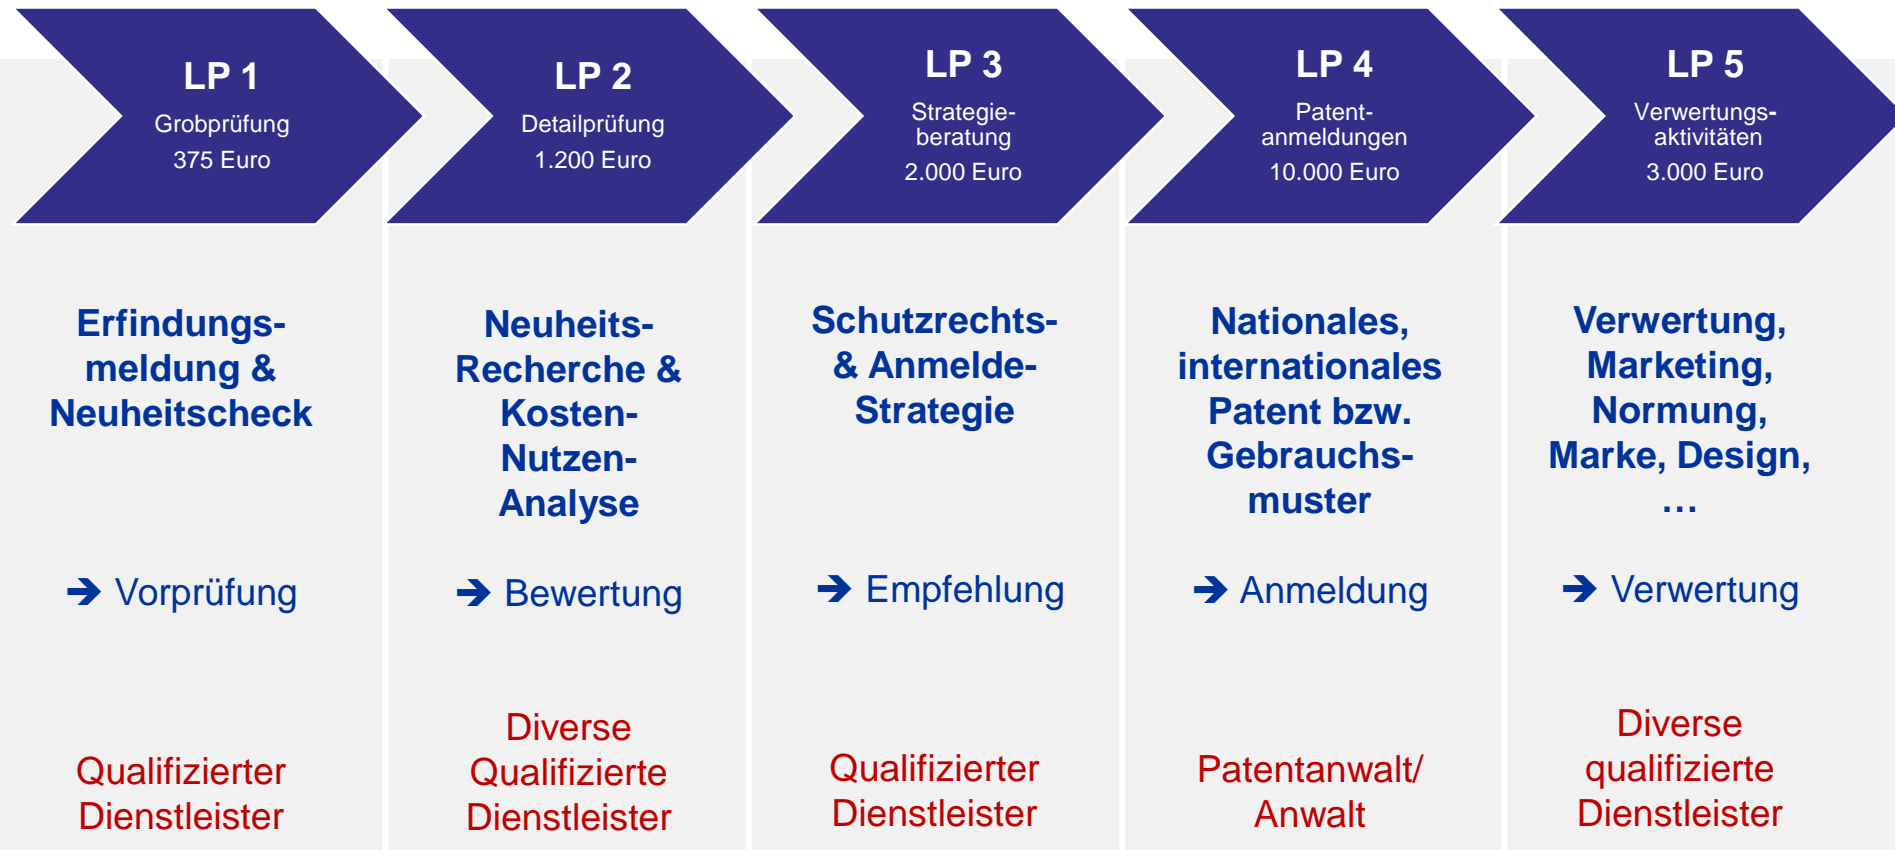 LP 1
Grobprüfung
375 Euro
Erfindungs-
meldung &
Neuheitscheck
➔ Vorprüfung
Qualifizierter
Dienstleister
LP 2
Detailprüfung
1.200 Euro
Neuheits-
Recherche &
Kosten-
Nutzen-
Analyse
➔ Bewertung
Diverse
Qualifizierte
Dienstleister
LP 3
Strategie-
beratung
2.000 Euro
Schutzrechts-
& Anmelde-
Strategie
➔ Empfehlung
Qualifizierter
Dienstleister
LP 4
Patent-
anmeldungen
10.000 Euro
Nationales,
internationales
Patent bzw.
Gebrauchs-
muster
➔ Anmeldung
Patentanwalt/
Anwalt
LP 5
Verwertungs-
aktivitäten
3.000 Euro
Verwertung,
Marketing,
Normung,
Marke, Design,
…
➔ Verwertung
Diverse
qualifizierte
Dienstleister